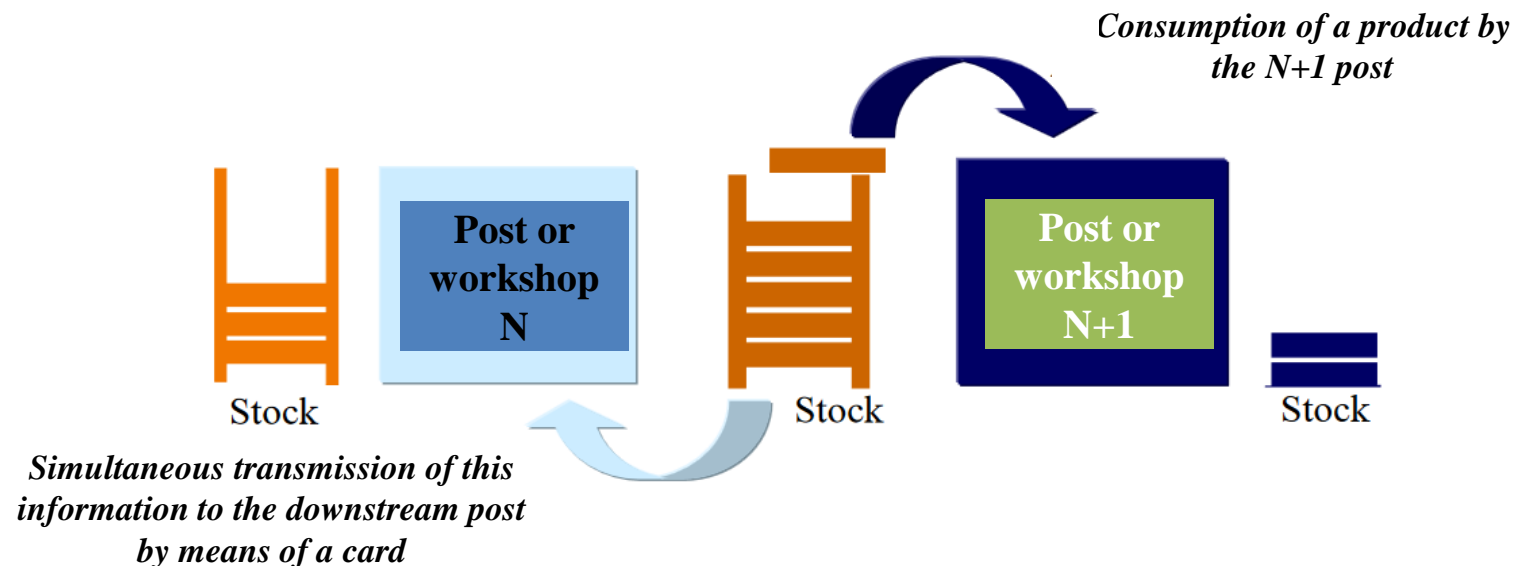 Consumption of a product by
the N+1 post
Post or
workshop
N
Post or
workshop
N+1
Stock
Stock
Stock
Simultaneous transmission of this
information to the downstream post
by means of a card